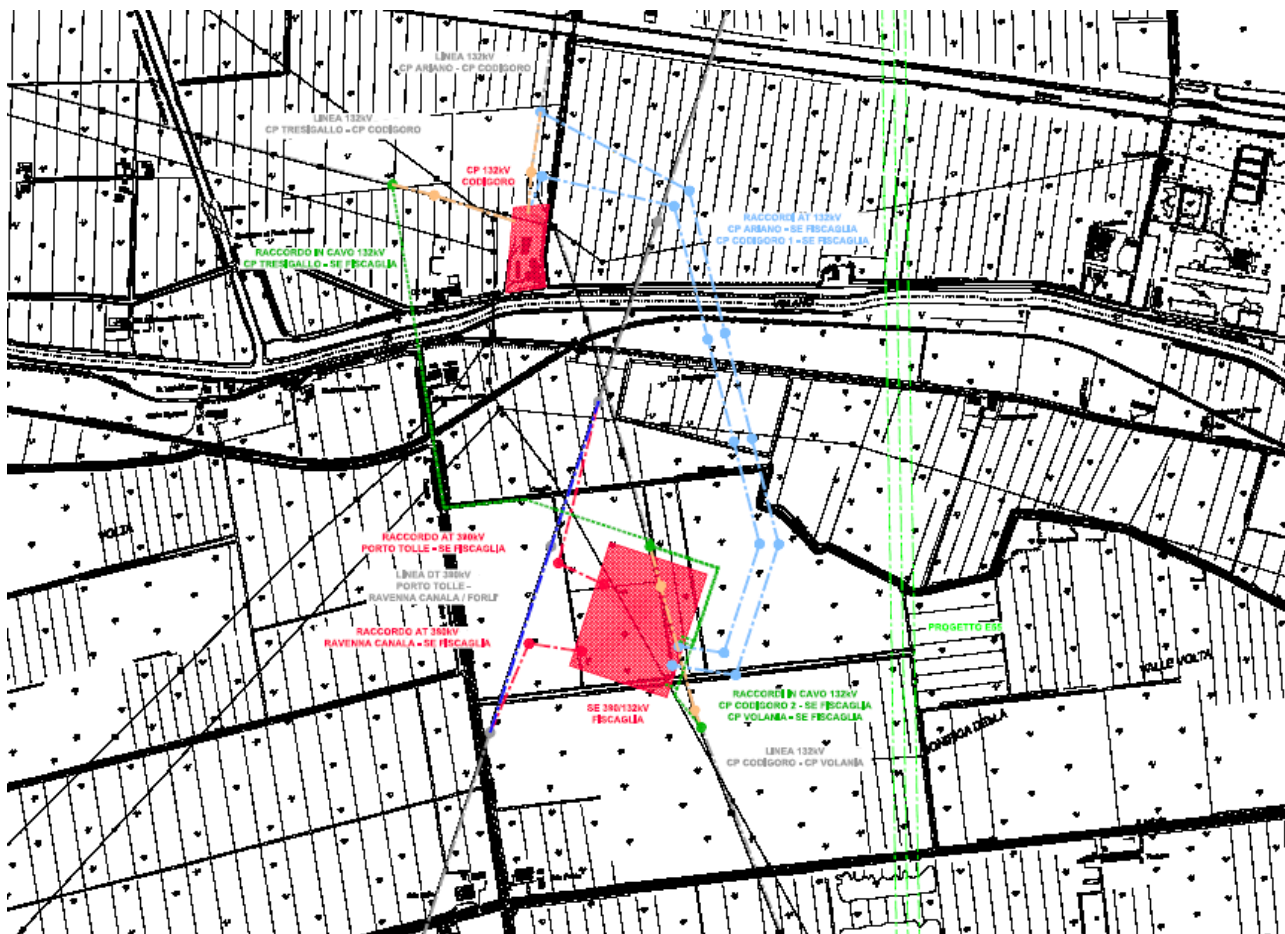 LINEA 132kV
CP ARIANO - CP CODIGORO
LINEA 132kV
CP TRESIGALLO - CP CODIGORO
CP 132kV
CODIGORO
RACCORDI AT 132kV
CP ARIANO - SE FISCAGLIA
CP CODIGORO 1 - SE FISCAGLIA
RACCORDO IN CAVO 132kV
CP TRESIGALLO - SE FISCAGLIA
VOLTA
RACCORDO AT 380kV
PORTO TOLLE - SE FISCAGLIA
LINEA DT 380kV
PORTO TOLLE -
RAVENNA CANALA / FORLI'
RACCORDO AT 380kV
RAVENNA CANALA - SE FISCAGLIA
PROGETTO E55
VALLE VOLTA
SE 380/132kV
FISCAGLIA
RACCORDI IN CAVO 132kV
CP CODIGORO 2 - SE FISCAGLIA
CP VOLANIA - SE FISCAGLIA
BONIFICA DELLA
LINEA 132kV
CP CODIGORO - CP VOLANIA